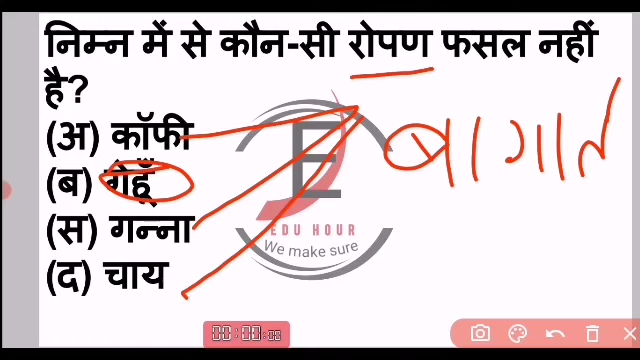 निम्न में से कौन-सी रोपण फसल नहीं
है?
(अ) कॉफी
(ब) गेहूँ
(स) गन्ना
(द) चाय
बागात
E
EDU HOUR
We make sure
00:00:08